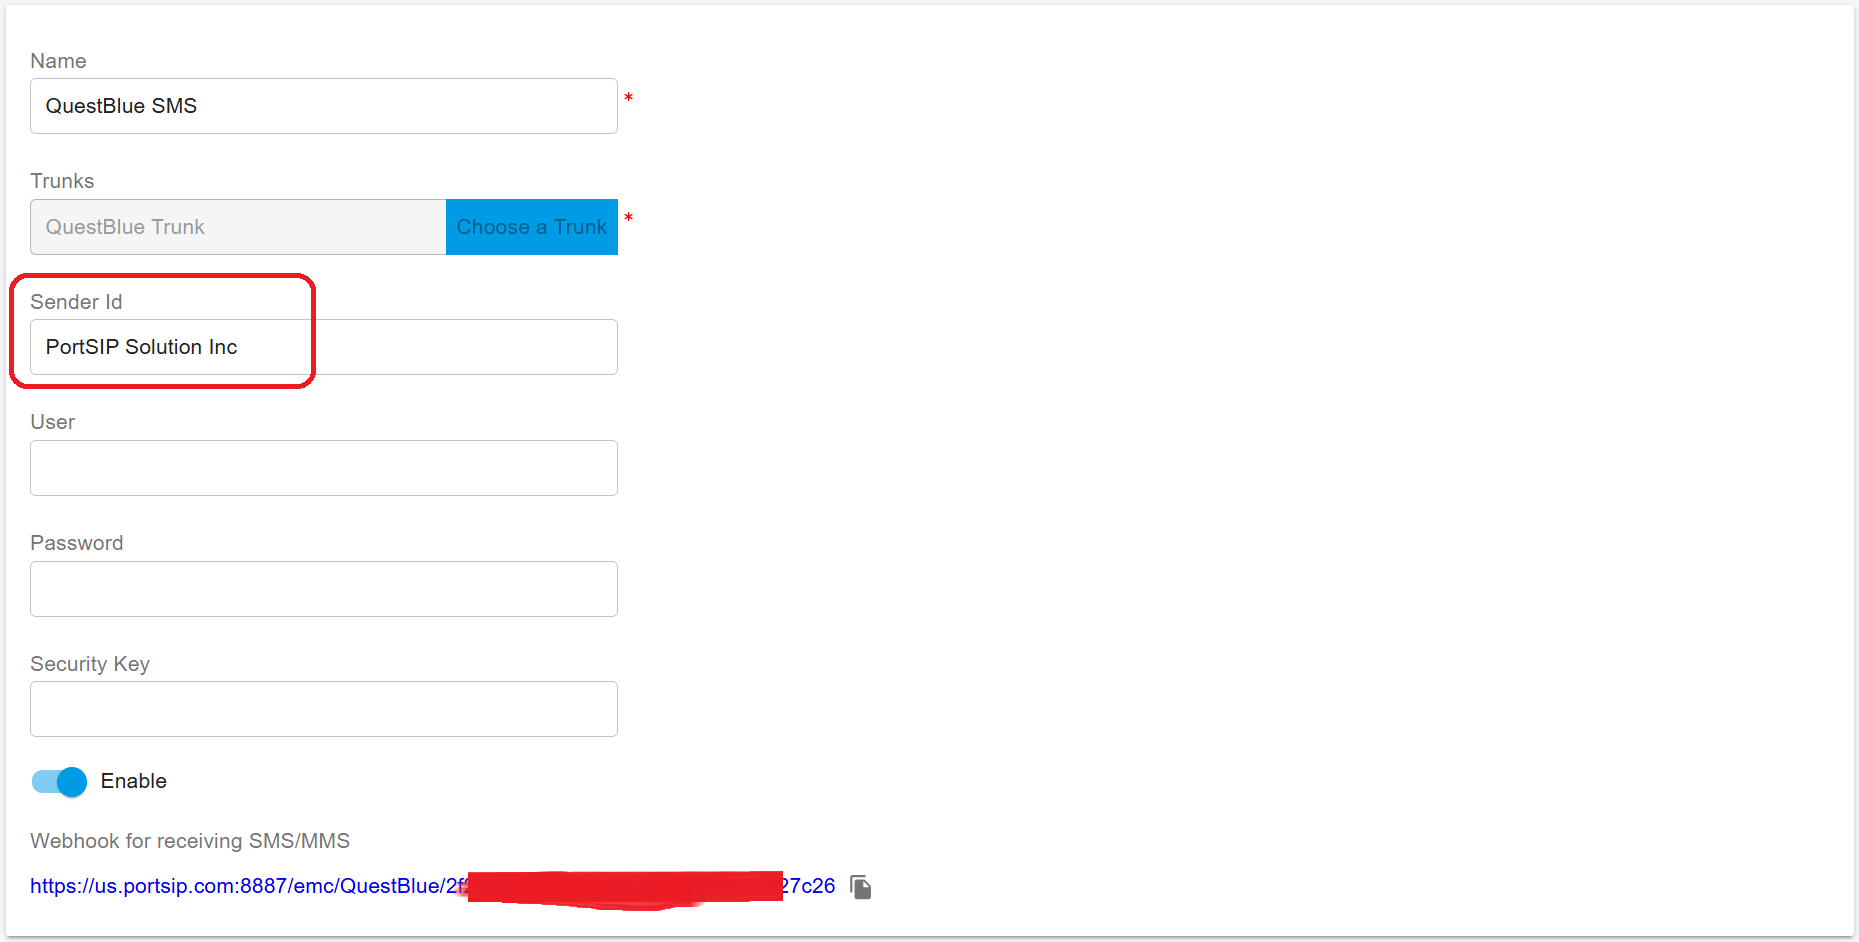 Name
QuestBlue SMS *
Trunks
QuestBlue Trunk Choose a Trunk *
Sender Id
PortSIP Solution Inc
User
Password
Security Key
Enable
Webhook for receiving SMS/MMS
https://us.portsip.com:8887/emc/QuestBlue/2f 27c26